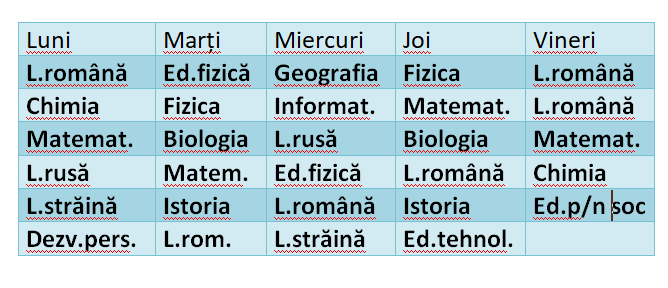 Luni Marți Miercuri Joi Vineri
L.română Ed.fizică Geografia Fizica L.română
Chimia Fizica Informat. Matemat. L.română
Matemat. Biologia L.rusă Biologia Matemat.
L.rusă Matem. Ed.fizică L.română Chimia
L.străină Istoria L.română Istoria Ed.p/n soc
Dezv.pers. L.rom. L.străină Ed.tehnol.